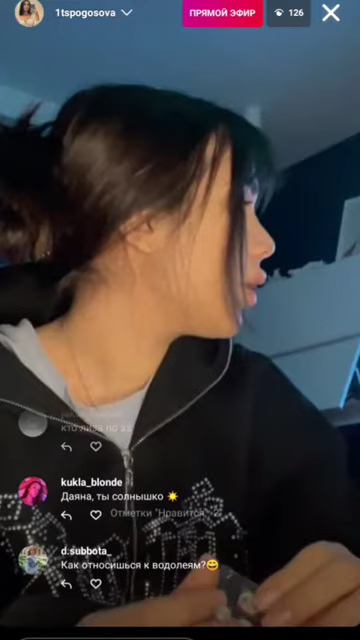 1tspogosova
ПРЯМОЙ ЭФИР
126
kukla_blonde
Даяна, ты солнышко ☀️
Отметки "Нравится"
d.subbota_
Как относишься к водолеям?😄